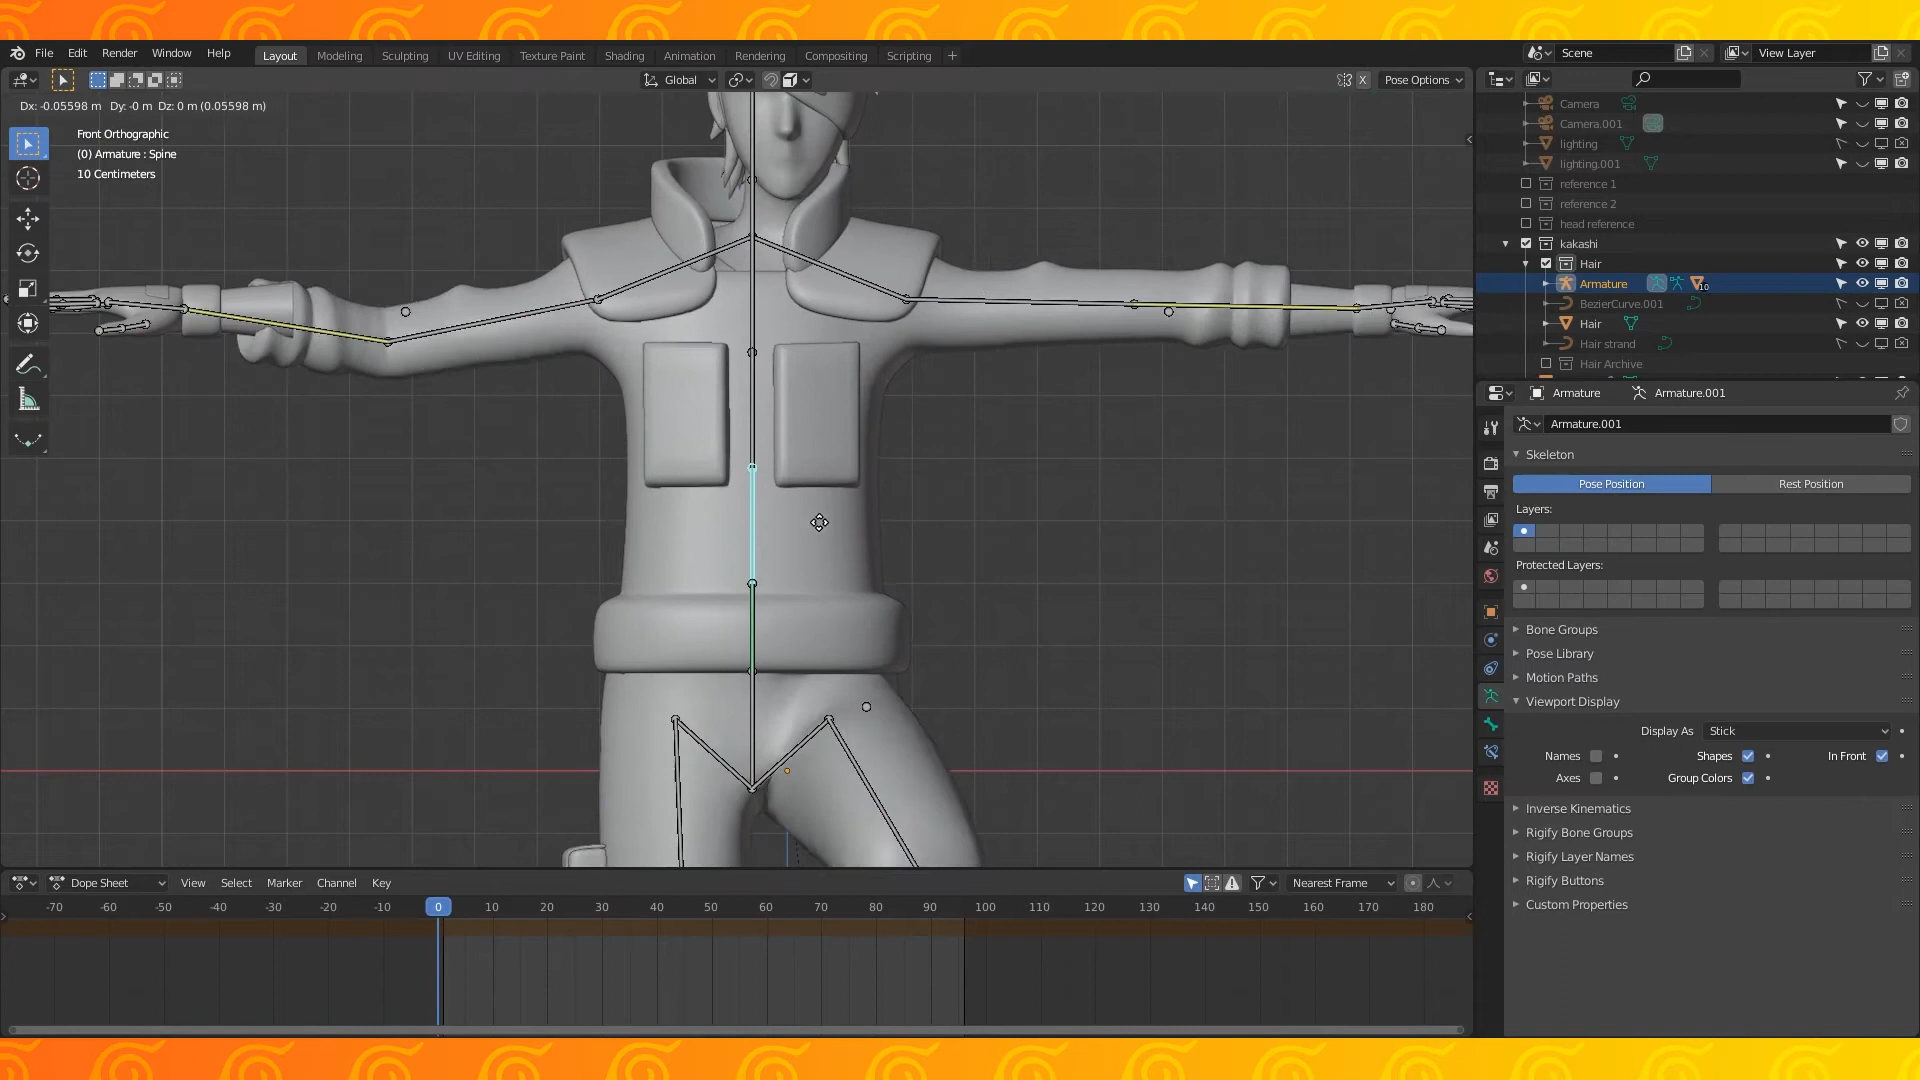 File Edit Render Window Help Layout Modeling Sculpting UV Editing Texture Paint Shading Animation Rendering Compositing Scripting + Scene View Layer
Global X Pose Options
Dx: -0.05598 m Dy: -0 m Dz: 0 m (0.05598 m)
Front Orthographic
(0) Armature : Spine
10 Centimeters
Camera
Camera.001
lighting
lighting.001
reference 1
reference 2
head reference
kakashi
Hair
Armature 10
BezierCurve.001
Hair
Hair strand
Hair Archive
Armature Armature.001
Armature.001
Skeleton
Pose Position Rest Position
Layers:
Protected Layers:
Bone Groups
Pose Library
Motion Paths
Viewport Display
Display As Stick
Names Shapes In Front
Axes Group Colors
Inverse Kinematics
Rigify Bone Groups
Rigify Layer Names
Rigify Buttons
Custom Properties
Dope Sheet View Select Marker Channel Key Nearest Frame
-70 -60 -50 -40 -30 -20 -10 0 10 20 30 40 50 60 70 80 90 100 110 120 130 140 150 160 170 180